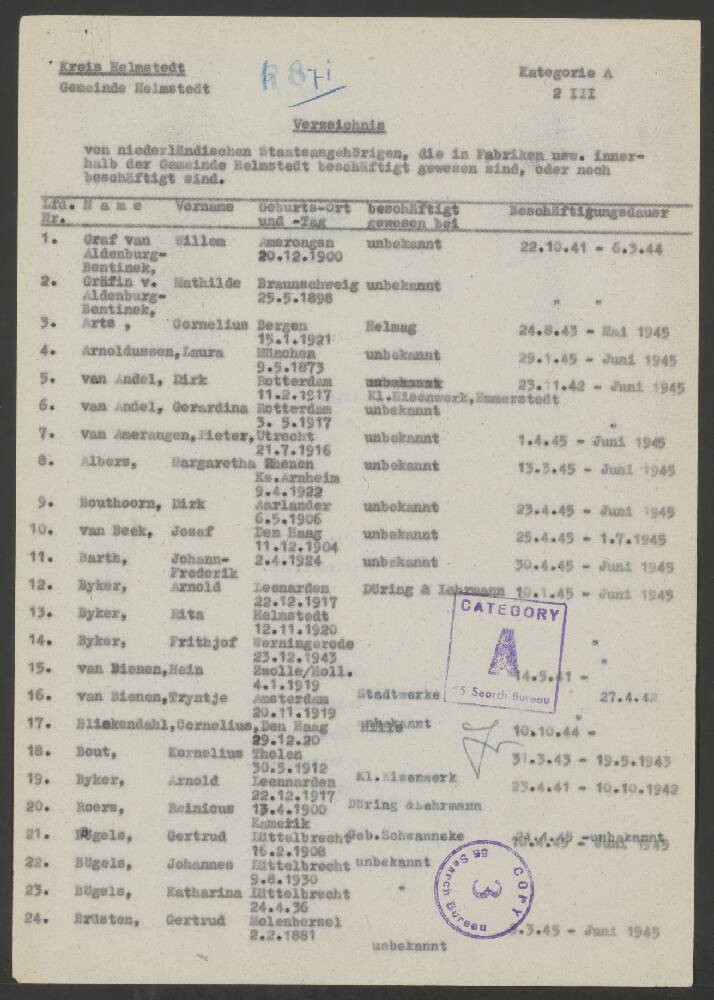 Kreis Helmstedt
Gemeinde Helmstedt
Kategorie A
2 III
Verzeichnis
von niederländischen Staatsangehörigen, die in Fabriken usw. inner-
halb der Gemeinde Helmstedt beschäftigt gewesen sind, oder noch
beschäftigt sind.
Lfd. Name Vorname Geburts-Ort beschäftigt Beschäftigungsdauer
Nr. und -Tag gewesen bei
1. Graf van Willem Amerongen unbekannt 22.10.41 - 6.3.44
Aldenburg- 20.12.1900
Bentinck,
2. Gräfin v. Mathilde Braunschweig unbekannt
Aldenburg- 25.5.1898 " "
Bentinck,
3. Arts, Cornelius Bergen Helmag 24.8.43 - Mai 1945
15.1.1921
4. Arnoldussen, Laura München unbekannt 29.1.45 - Juni 1945
9.5.1873
5. van Andel, Dirk Rotterdam unbekannt 23.11.42 - Juni 1945
11.2.1917 Kl.Eisenwerk, Emmerstedt
6. van Andel, Gerardina Rotterdam unbekannt
3. 5.1917 "
7. van Amerangen, Pieter, Utrecht unbekannt 1.4.45 - Juni 1945
21.7.1916
8. Albers, Margaretha Rhenen unbekannt 13.3.45 - Juni 1945
Ks.Arnheim
9.4.1922
9. Bouthoorn, Dirk Aarlander unbekannt 23.4.45 - Juni 1945
6.5.1906
10. van Beek, Josef Den Haag unbekannt 25.4.45 - 1.7.1945
11.12.1904
11. Barth, Johann- 2.4.1924 unbekannt 30.4.45 - Juni 1945
Frederik
12. Byker, Arnold Leenarden Döring & Lehrmann 10.1.45 - Juni 1945
22.12.1917
13. Byker, Rita Helmstedt
12.11.1920
14. Byker, Frithjof Werningerode "
23.12.1943
15. van Bienen, Hein Zwolle/Holl. 14.5.41 - "
4.1.1919
16. van Bienen, Tryntje Amsterdam Stadtwerke 27.4.42
20.11.1919
17. Bliekendahl, Cornelius, Den Haag unbekannt 10.10.44 -
29.12.20
18. Bout, Kornelius Tholen 31.3.43 - 19.5.1943
30.5.1912
19. Byker, Arnold Leennarden Kl.Eisenwerk 23.4.41 - 10.10.1942
22.12.1917
20. Roers, Reinicus 13.4.1900 Döring & Lehrmann
Kamerik
21. Bögels, Gertrud Lüttelbrecht Geb.Schwanneke 24.4.45 - unbekannt
16.2.1908
22. Bögels, Johannes Lüttelbrecht unbekannt
9.8.1930
23. Bögels, Katharina Lüttelbrecht "
24.4.36
24. Brüsten, Gertrud Molenbersel .3.45 - Juni 1945
2.2.1881
unbekannt
CATEGORY
A
55 Search Bureau
COPY
55 Search Bureau